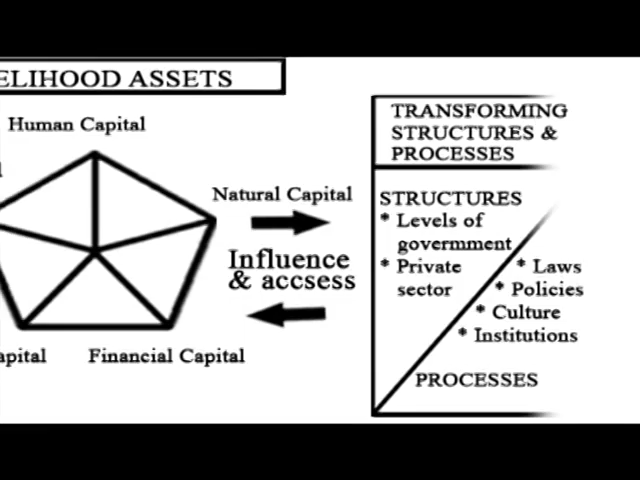 ELIHOOD ASSETS
Human Capital
Natural Capital
Influence
& accsess
apital
Financial Capital
TRANSFORMING
STRUCTURES &
PROCESSES
STRUCTURES
* Levels of
govermment
* Private
sector
* Laws
* Policies
* Culture
* Institutions
PROCESSES